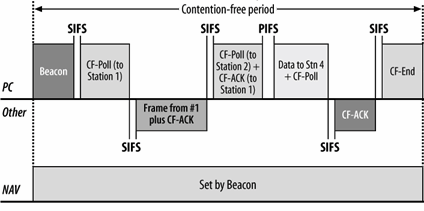 Contention-free period
SIFS
SIFS
PIFS
SIFS
Beacon
CF-Poll (to
Station 1)
CF-Poll (to
Station 2) +
CF-ACK (to
Station 1)
Data to Stn 4
+ CF-Poll
CF-End
PC
Other
Frame from #1
plus CF-ACK
CF-ACK
SIFS
SIFS
NAV
Set by Beacon